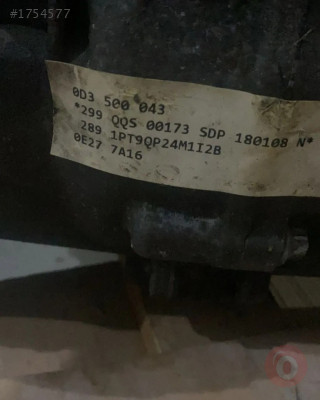 #1754577
0D3 500 043
*299 QQS 00173 SDP 180108 N*
289 1PT9QP24M1I2B
0E27 7A16